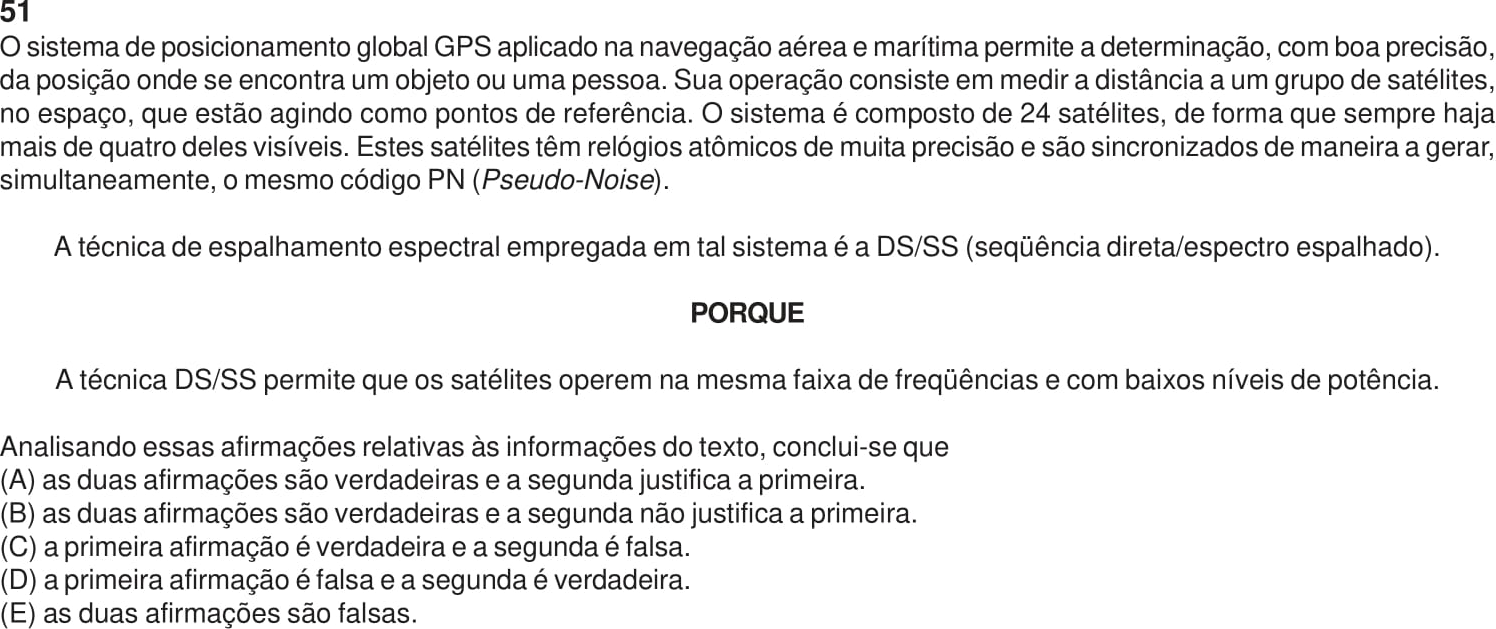 51
O sistema de posicionamento global GPS aplicado na navegação aérea e marítima permite a determinação, com boa precisão,
da posição onde se encontra um objeto ou uma pessoa. Sua operação consiste em medir a distância a um grupo de satélites,
no espaço, que estão agindo como pontos de referência. O sistema é composto de 24 satélites, de forma que sempre haja
mais de quatro deles visíveis. Estes satélites têm relógios atômicos de muita precisão e são sincronizados de maneira a gerar,
simultaneamente, o mesmo código PN (Pseudo-Noise).
A técnica de espalhamento espectral empregada em tal sistema é a DS/SS (seqüência direta/espectro espalhado).
PORQUE
A técnica DS/SS permite que os satélites operem na mesma faixa de freqüências e com baixos níveis de potência.
Analisando essas afirmações relativas às informações do texto, conclui-se que
(A) as duas afirmações são verdadeiras e a segunda justifica a primeira.
(B) as duas afirmações são verdadeiras e a segunda não justifica a primeira.
(C) a primeira afirmação é verdadeira e a segunda é falsa.
(D) a primeira afirmação é falsa e a segunda é verdadeira.
(E) as duas afirmações são falsas.